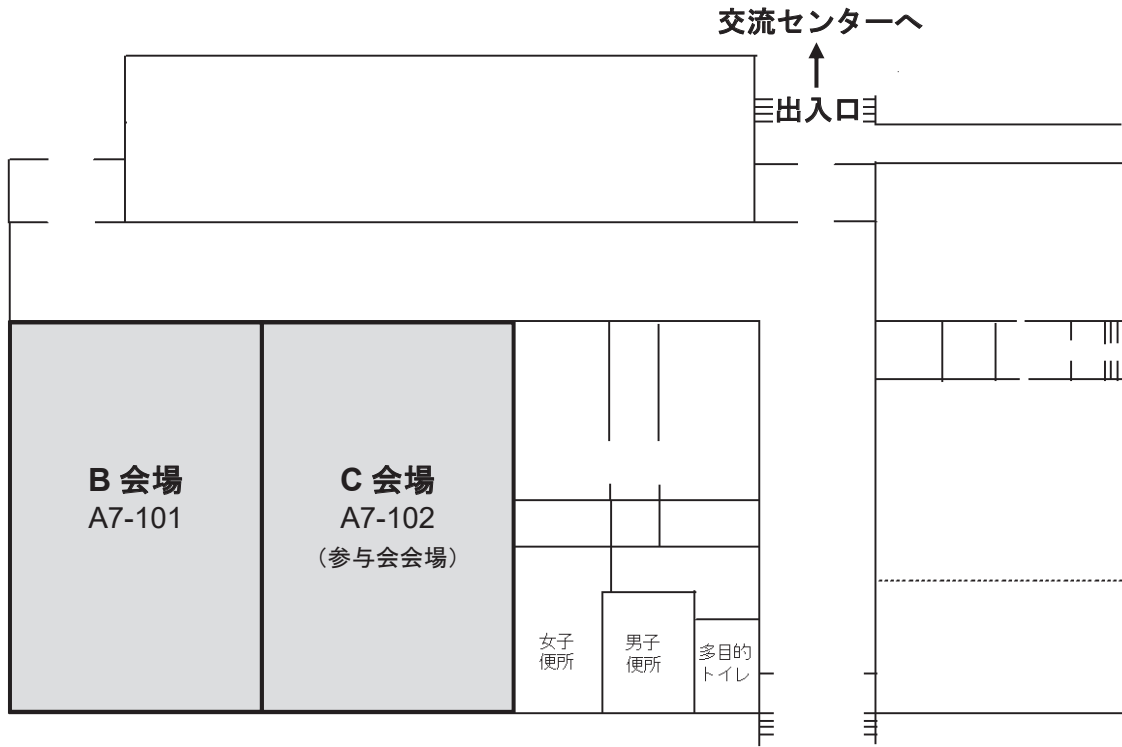 交流センターへ
出入口
B 会場
A7-101
C 会場
A7-102
（参与会会場）
女子
便所
男子
便所
多目的
トイレ